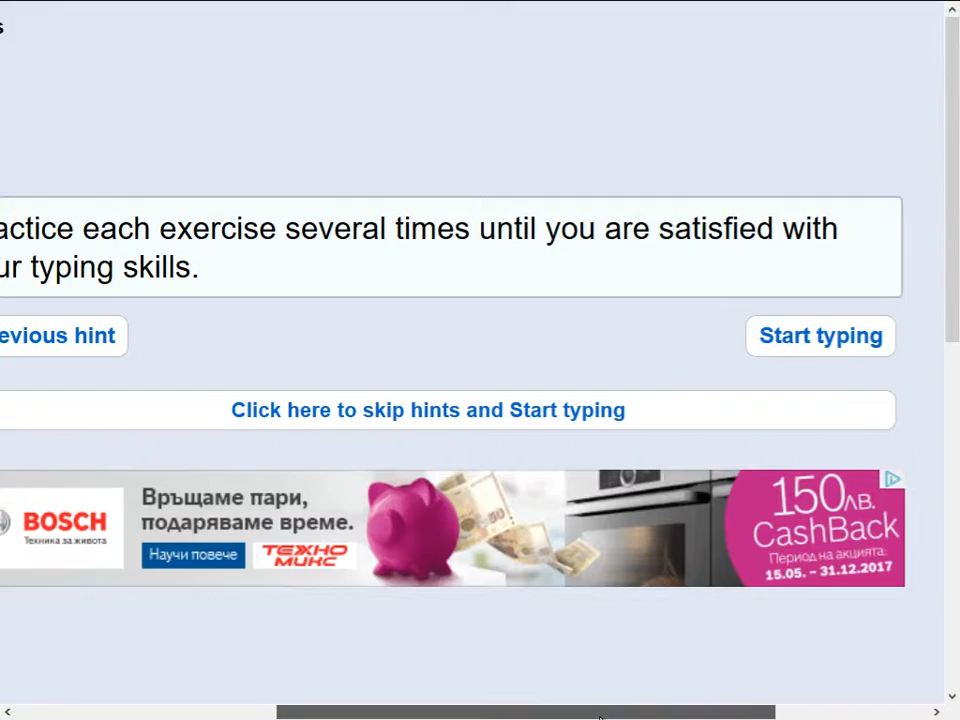 s
actice each exercise several times until you are satisfied with
ur typing skills.
evious hint
Start typing
Click here to skip hints and Start typing
BOSCH
Техника за живота
Връщаме пари,
подаряваме време.
Научи повече
ТЕХНО
МИКС
50
150лв.
CashBack
Период на акцията:
15.05. – 31.12.2017